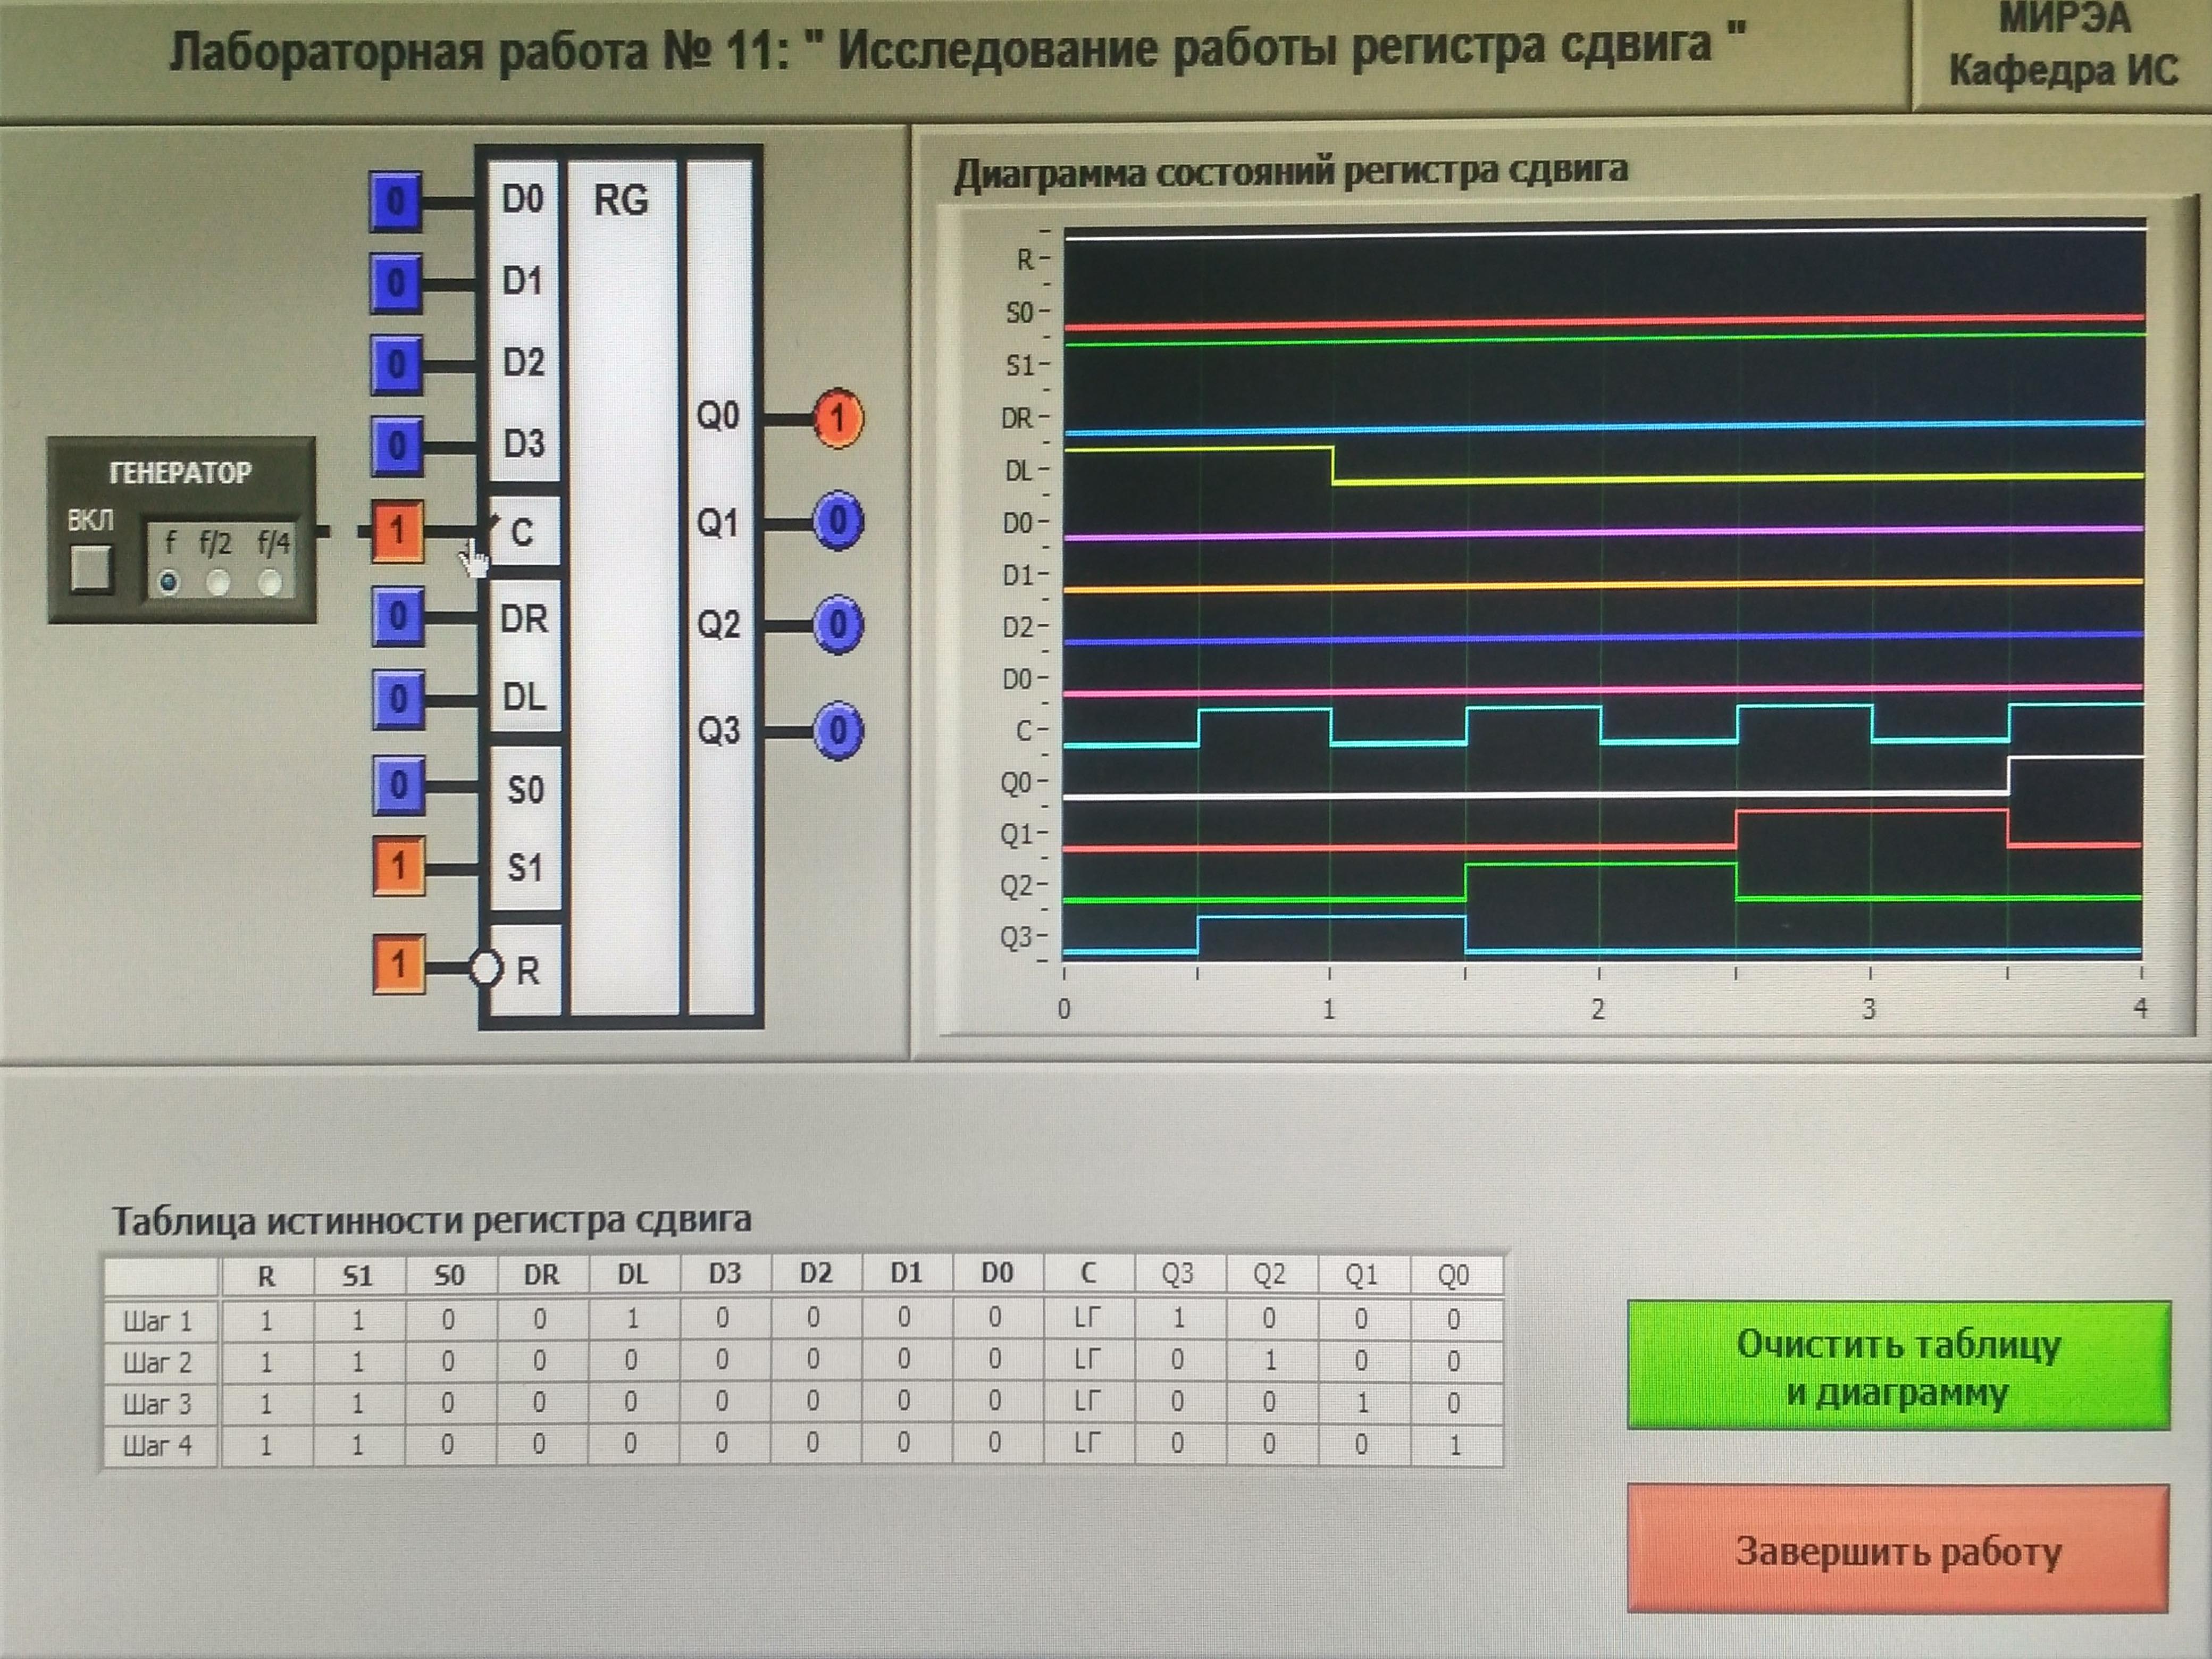 Лабораторная работа № 11: " Исследование работы регистра сдвига "
МИРЭА
Кафедра ИС
0 D0 RG
0 D1
0 D2
0 D3
1 C
0 DR
0 DL
0 S0
1 S1
1 R
Q0 1
Q1 0
Q2 0
Q3 0
ГЕНЕРАТОР
ВКЛ
f f/2 f/4
Диаграмма состояний регистра сдвига
R
S0
S1
DR
DL
D0
D1
D2
D0
C
Q0
Q1
Q2
Q3
0 1 2 3 4
Таблица истинности регистра сдвига
R S1 S0 DR DL D3 D2 D1 D0 C Q3 Q2 Q1 Q0
Шаг 1 1 1 0 0 1 0 0 0 0 LГ 1 0 0 0
Шаг 2 1 1 0 0 0 0 0 0 0 LГ 0 1 0 0
Шаг 3 1 1 0 0 0 0 0 0 0 LГ 0 0 1 0
Шаг 4 1 1 0 0 0 0 0 0 0 LГ 0 0 0 1
Очистить таблицу
и диаграмму
Завершить работу